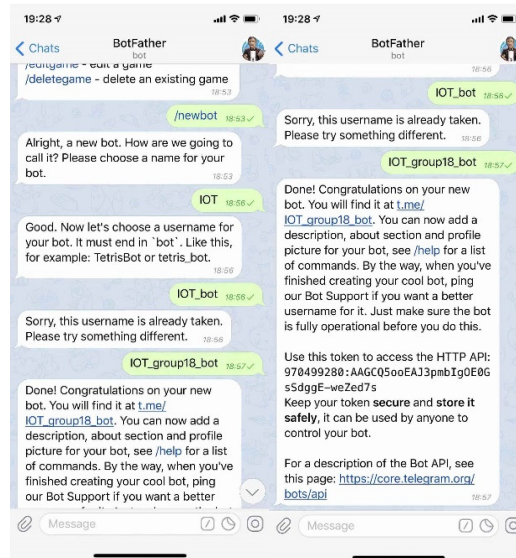 19:28
Chats
BotFather
bot
/editgame - edit a game
/deletegame - delete an existing game
18:53
/newbot 18:53
Alright, a new bot. How are we going to
call it? Please choose a name for your
bot.
18:53
IOT 18:56
Good. Now let's choose a username for
your bot. It must end in `bot`. Like this,
for example: TetrisBot or tetris_bot.
18:56
IOT_bot 18:56
Sorry, this username is already taken.
Please try something different. 18:56
IOT_group18_bot 18:57
Done! Congratulations on your new
bot. You will find it at t.me/
IOT_group18_bot. You can now add a
description, about section and profile
picture for your bot, see /help for a list
of commands. By the way, when you've
finished creating your cool bot, ping
our Bot Support if you want a better
Message
19:28
Chats
BotFather
bot
18:56
IOT_bot 18:56
Sorry, this username is already taken.
Please try something different. 18:56
IOT_group18_bot 18:57
Done! Congratulations on your new
bot. You will find it at t.me/
IOT_group18_bot. You can now add a
description, about section and profile
picture for your bot, see /help for a list
of commands. By the way, when you've
finished creating your cool bot, ping
our Bot Support if you want a better
username for it. Just make sure the bot
is fully operational before you do this.
Use this token to access the HTTP API:
970499280:AAGCQ5ooEAJ3pmbIgOE0G
sSdggE-weZed7s
Keep your token secure and store it
safely, it can be used by anyone to
control your bot.
For a description of the Bot API, see
this page: https://core.telegram.org/
bots/api
18:57
Message